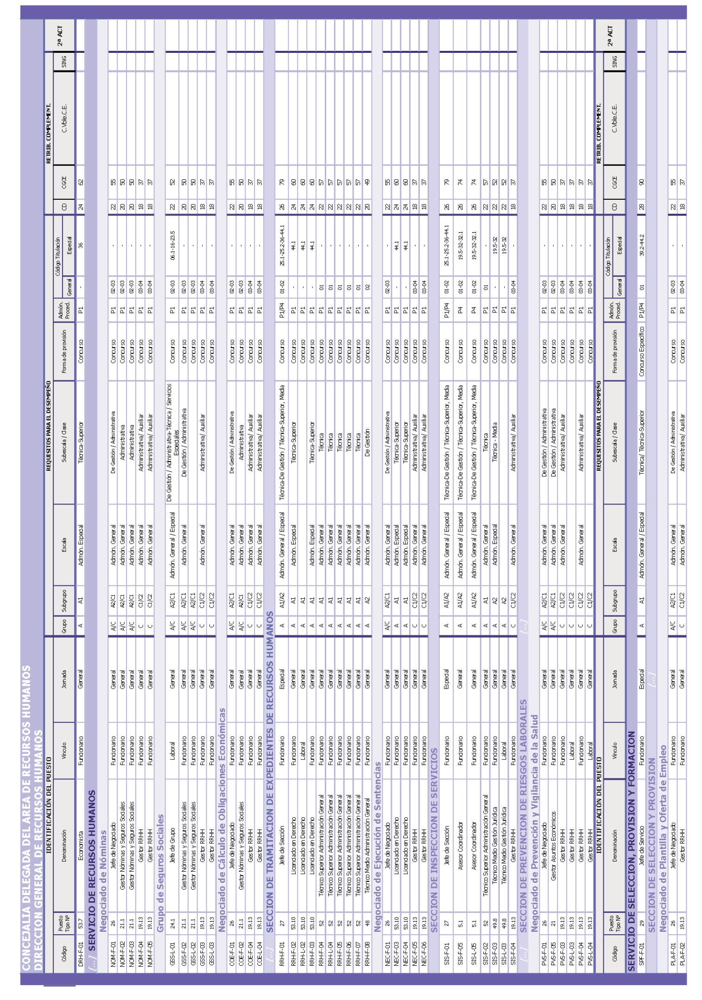 CONCEJALIA DELEGADA DEL AREA DE RECURSOS HUMANOS
DIRECCION GENERAL DE RECURSOS HUMANOS
IDENTIFICACIÓN DEL PUESTO REQUISITOS PARA EL DESEMPEÑO RETRIB. COMPLEMENT. 2ª ACT
Código Puesto Tipo Nº Denominación Vínculo Jornada Grupo Subgrupo Escala Subescala / Clase Forma de provisión Admón. Proced. Código Titulación General Especial CD CGCE C.Vble.C.E. SING
DRH-F-01 53.7 Economista Funcionario General A A1 Admón. Especial Técnica-Superior Concurso P1 - 36 24 62
[...] SERVICIO DE RECURSOS HUMANOS
Negociado de Nóminas
NOM-F-01 26 Jefe de Negociado Funcionario General A/C A2/C1 Admón. General De Gestión / Administrativa Concurso P1 02-03 - 22 55
NOM-F-02 21.1 Gestor Nóminas y Seguros Sociales Funcionario General A/C A2/C1 Admón. General Administrativa Concurso P1 02-03 - 20 50
NOM-F-03 21.1 Gestor Nóminas y Seguros Sociales Funcionario General A/C A2/C1 Admón. General Administrativa Concurso P1 02-03 - 20 50
NOM-F-04 19.13 Gestor RRHH Funcionario General C C1/C2 Admón. General Administrativa/ Auxiliar Concurso P1 03-04 - 18 37
NOM-F-05 19.13 Gestor RRHH Funcionario General C C1/C2 Admón. General Administrativa/ Auxiliar Concurso P1 03-04 - 18 37
Grupo de Seguros Sociales
GSS-L-01 24.1 Jefe de Grupo Laboral General A/C A2/C1 Admón. General / Especial De Gestión / Administrativa-Técnica / Servicios Especiales Concurso P1 02-03 06.1-16-23.5 22 52
GSS-F-02 21.1 Gestor Nóminas y Seguros Sociales Funcionario General A/C A2/C1 Admón. General De Gestión / Administrativa Concurso P1 02-03 - 20 50
GSS-L-02 21.1 Gestor Nóminas y Seguros Sociales Funcionario General A/C A2/C1 Concurso P1 02-03 - 20 50
GSS-F-03 19.13 Gestor RRHH Funcionario General C C1/C2 Admón. General Administrativa/ Auxiliar Concurso P1 03-04 - 18 37
GSS-L-03 19.13 Gestor RRHH Funcionario General C C1/C2 Concurso P1 03-04 - 18 37
Negociado de Cálculo de Obligaciones Económicas
COE-F-01 26 Jefe de Negociado Funcionario General A/C A2/C1 Admón. General De Gestión / Administrativa Concurso P1 02-03 - 22 55
COE-F-02 21.1 Gestor Nóminas y Seguros Sociales Funcionario General A/C A2/C1 Admón. General Administrativa Concurso P1 02-03 - 20 50
COE-F-04 19.13 Gestor RRHH Funcionario General C C1/C2 Admón. General Administrativa/ Auxiliar Concurso P1 03-04 - 18 37
COE-L-04 19.13 Gestor RRHH Funcionario General C C1/C2 Admón. General Administrativa/ Auxiliar Concurso P1 03-04 - 18 37
[...] SECCION DE TRAMITACION DE EXPEDIENTES DE RECURSOS HUMANOS
RRH-F-01 27 Jefe de Sección Funcionario Especial A A1/A2 Admón. General / Especial Técnica-De Gestión / Técnica-Superior, Media Concurso P1/P4 01-02 25.1-25.2-36-44.1 26 79
RRH-F-02 53.10 Licenciado en Derecho Funcionario General A A1 Admón. Especial Técnica-Superior Concurso P1 - 44.1 24 60
RRH-L-02 53.10 Licenciado en Derecho Laboral General A A1 Concurso P1 - 44.1 24 60
RRH-F-03 53.10 Licenciado en Derecho Funcionario General A A1 Admón. Especial Técnica-Superior Concurso P1 - 44.1 24 60
RRH-F-04 52 Técnico Superior Administración General Funcionario General A A1 Admón. General Técnica Concurso P1 01 - 22 57
RRH-L-04 52 Técnico Superior Administración General Funcionario General A A1 Admón. General Técnica Concurso P1 01 - 22 57
RRH-F-05 52 Técnico Superior Administración General Funcionario General A A1 Admón. General Técnica Concurso P1 01 - 22 57
RRH-F-06 52 Técnico Superior Administración General Funcionario General A A1 Admón. General Técnica Concurso P1 01 - 22 57
RRH-F-07 52 Técnico Superior Administración General Funcionario General A A1 Admón. General Técnica Concurso P1 01 - 22 57
RRH-F-08 48 Técnico Medio Administración General Funcionario General A A2 Admón. General De Gestión Concurso P1 02 - 20 49
Negociado de Ejecución de Sentencias
NEC-F-01 26 Jefe de Negociado Funcionario General A/C A2/C1 Admón. General De Gestión / Administrativa Concurso P1 02-03 - 22 55
NEC-F-03 53.10 Licenciado en Derecho Funcionario General A A1 Admón. Especial Técnica-Superior Concurso P1 - 44.1 24 60
NEC-F-04 53.10 Licenciado en Derecho Funcionario General A A1 Admón. Especial Técnica-Superior Concurso P1 - 44.1 24 60
NEC-F-05 19.13 Gestor RRHH Funcionario General C C1/C2 Admón. General Administrativa/ Auxiliar Concurso P1 03-04 - 18 37
NEC-F-06 19.13 Gestor RRHH Funcionario General C C1/C2 Admón. General Administrativa/ Auxiliar Concurso P1 03-04 - 18 37
SECCION DE INSPECCION DE SERVICIOS
SIS-F-01 27 Jefe de Sección Funcionario Especial A A1/A2 Admón. General / Especial Técnica-De Gestión / Técnica-Superior, Media Concurso P1/P4 01-02 25.1-25.2-36-44.1 26 79
SIS-F-05 5.1 Asesor Coordinador Funcionario General A A1/A2 Admón. General / Especial Técnica-De Gestión / Técnica-Superior, Media Concurso P4 01-02 19.5-32-32.1 26 74
SIS-L-05 5.1 Asesor Coordinador Funcionario General A A1/A2 Admón. General / Especial Técnica-De Gestión / Técnica-Superior, Media Concurso P4 01-02 19.5-32-32.1 26 74
SIS-F-02 52 Técnico Superior Administración General Funcionario General A A1 Admón. General Técnica Concurso P1 01 - 22 57
SIS-F-03 49.8 Técnico Medio Gestión Jurídica Funcionario General A A2 Admón. Especial Técnica - Media Concurso P1 - 19.5-32 22 52
SIS-L-03 49.8 Técnico Medio Gestión Jurídica Laboral General A A2 Concurso P1 - 19.5-32 22 52
SIS-F-04 19.13 Gestor RRHH Funcionario General C C1/C2 Admón. General Administrativa/ Auxiliar Concurso P1 03-04 - 18 37
[...] SECCION DE PREVENCION DE RIESGOS LABORALES [...]
Negociado de Prevención y Vigilancia de la Salud
PVS-F-01 26 Jefe de Negociado Funcionario General A/C A2/C1 Admón. General De Gestión / Administrativa Concurso P1 02-03 - 22 55
PVS-F-05 21 Gestor Asuntos Económicos Funcionario General A/C A2/C1 Admón. General De Gestión / Administrativa Concurso P1 02-03 - 20 50
PVS-F-03 19.13 Gestor RRHH Funcionario General C C1/C2 Admón. General Administrativa/ Auxiliar Concurso P1 03-04 - 18 37
PVS-L-03 19.13 Gestor RRHH Laboral General C C1/C2 Concurso P1 03-04 - 18 37
PVS-F-04 19.13 Gestor RRHH Funcionario General C C1/C2 Admón. General Administrativa/ Auxiliar Concurso P1 03-04 - 18 37
PVS-L-04 19.13 Gestor RRHH Laboral General C C1/C2 Concurso P1 03-04 - 18 37
IDENTIFICACIÓN DEL PUESTO REQUISITOS PARA EL DESEMPEÑO RETRIB. COMPLEMENT. 2ª ACT
Código Puesto Tipo Nº Denominación Vínculo Jornada Grupo Subgrupo Escala Subescala / Clase Forma de provisión Admón. Proced. Código Titulación General Especial CD CGCE C.Vble.C.E. SING
SERVICIO DE SELECCION, PROVISION Y FORMACION
SPF-F-01 29 Jefe de Servicio Funcionario Especial A A1 Admón. General / Especial Técnica/ Técnica-Superior Concurso Específico P1/P4 01 39.2-44.2 28 90
SECCION DE SELECCION Y PROVISION [...]
Negociado de Plantilla y Oferta de Empleo
PLA-F-01 26 Jefe de Negociado Funcionario General A/C A2/C1 Admón. General De Gestión / Administrativa Concurso P1 02-03 - 22 55
PLA-F-02 19.13 Gestor RRHH Funcionario General C C1/C2 Admón. General Administrativa/ Auxiliar Concurso P1 03-04 - 18 37